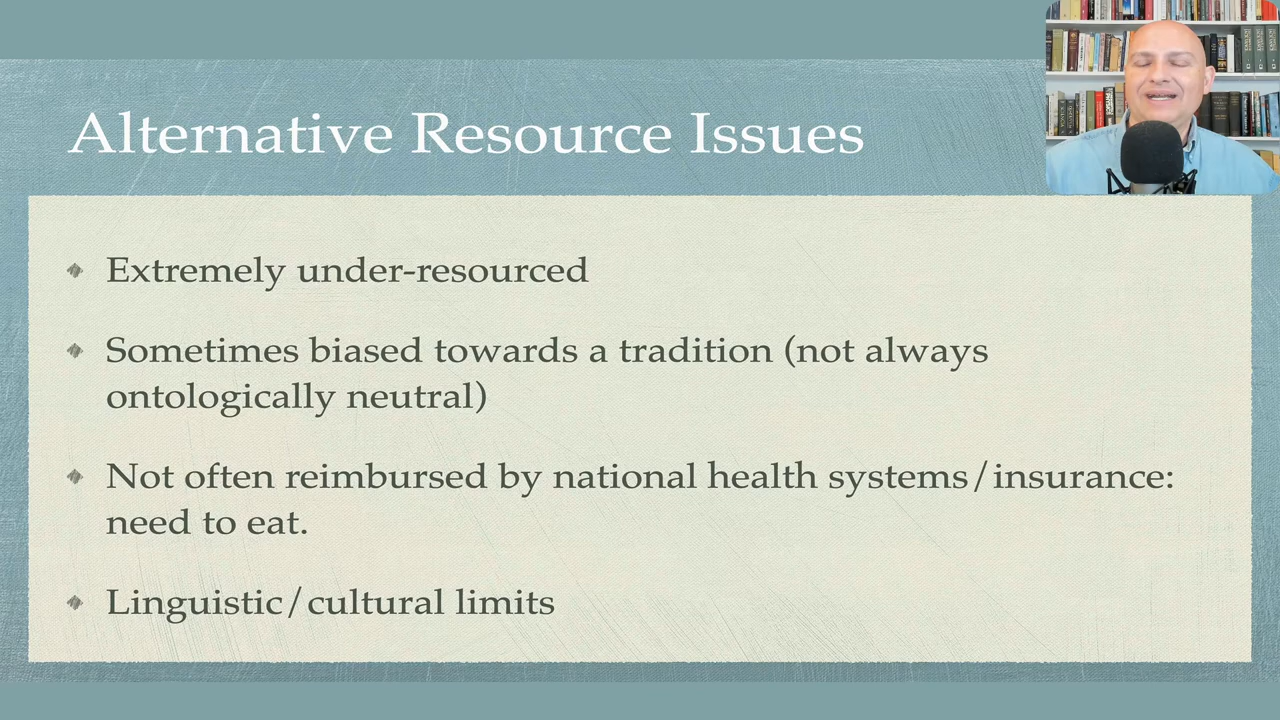 Alternative Resource Issues
Extremely under-resourced
Sometimes biased towards a tradition (not always
ontologically neutral)
Not often reimbursed by national health systems/insurance:
need to eat.
Linguistic/cultural limits